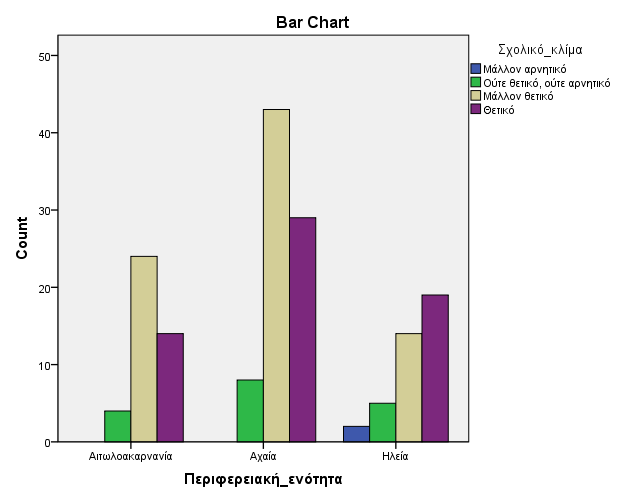 Bar Chart
Σχολικό_κλίμα
Μάλλον αρνητικό
Ούτε θετικό, ούτε αρνητικό
Μάλλον θετικό
Θετικό
50
40
30
20
10
0
Count
Αιτωλοακαρνανία Αχαία Ηλεία
Περιφερειακή_ενότητα